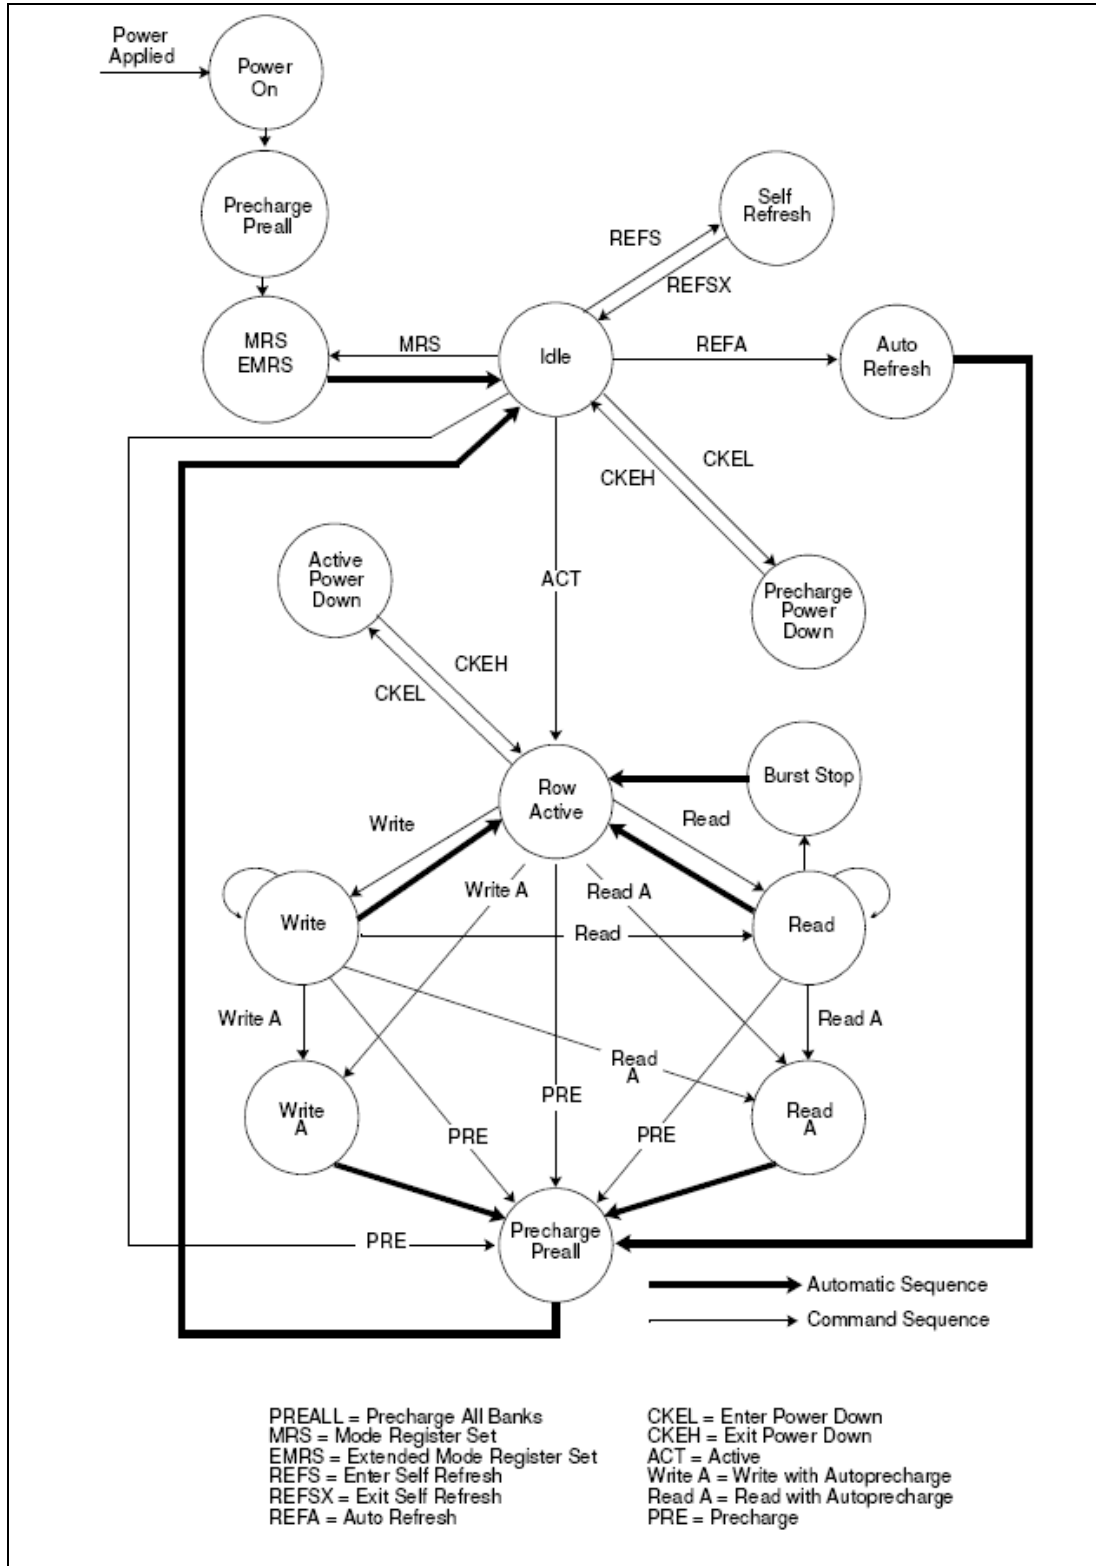 Power
Applied
Power
On
Precharge
Preall
Self
Refresh
REFS
REFSX
MRS
EMRS
MRS
Idle
REFA
Auto
Refresh
CKEL
CKEH
Active
Power
Down
ACT
Precharge
Power
Down
CKEH
CKEL
Row
Active
Burst Stop
Write
Read
Write A
Read A
Write
Read
Read
Write A
Read A
Read
A
Write
A
PRE
Read
A
PRE
PRE
Precharge
Preall
PRE
Automatic Sequence
Command Sequence
PREALL = Precharge All Banks
MRS = Mode Register Set
EMRS = Extended Mode Register Set
REFS = Enter Self Refresh
REFSX = Exit Self Refresh
REFA = Auto Refresh
CKEL = Enter Power Down
CKEH = Exit Power Down
ACT = Active
Write A = Write with Autoprecharge
Read A = Read with Autoprecharge
PRE = Precharge